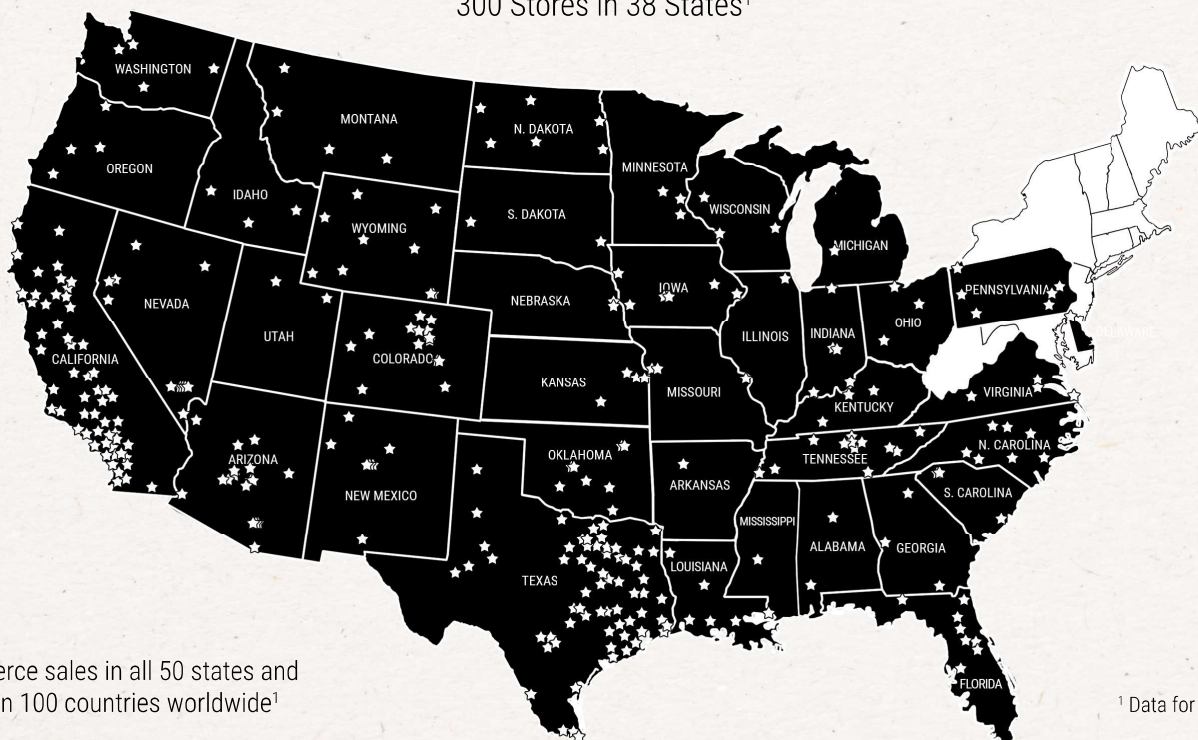 300 Stores in 38 States¹
WASHINGTON
MONTANA
N. DAKOTA
MINNESOTA
OREGON
IDAHO
WYOMING
S. DAKOTA
WISCONSIN
MICHIGAN
NEVADA
UTAH
COLORADO
NEBRASKA
IOWA
ILLINOIS
INDIANA
OHIO
PENNSYLVANIA
DELAWARE
CALIFORNIA
KANSAS
MISSOURI
KENTUCKY
VIRGINIA
ARIZONA
NEW MEXICO
OKLAHOMA
ARKANSAS
TENNESSEE
N. CAROLINA
S. CAROLINA
TEXAS
LOUISIANA
MISSISSIPPI
ALABAMA
GEORGIA
FLORIDA
erce sales in all 50 states and
n 100 countries worldwide¹
¹ Data for